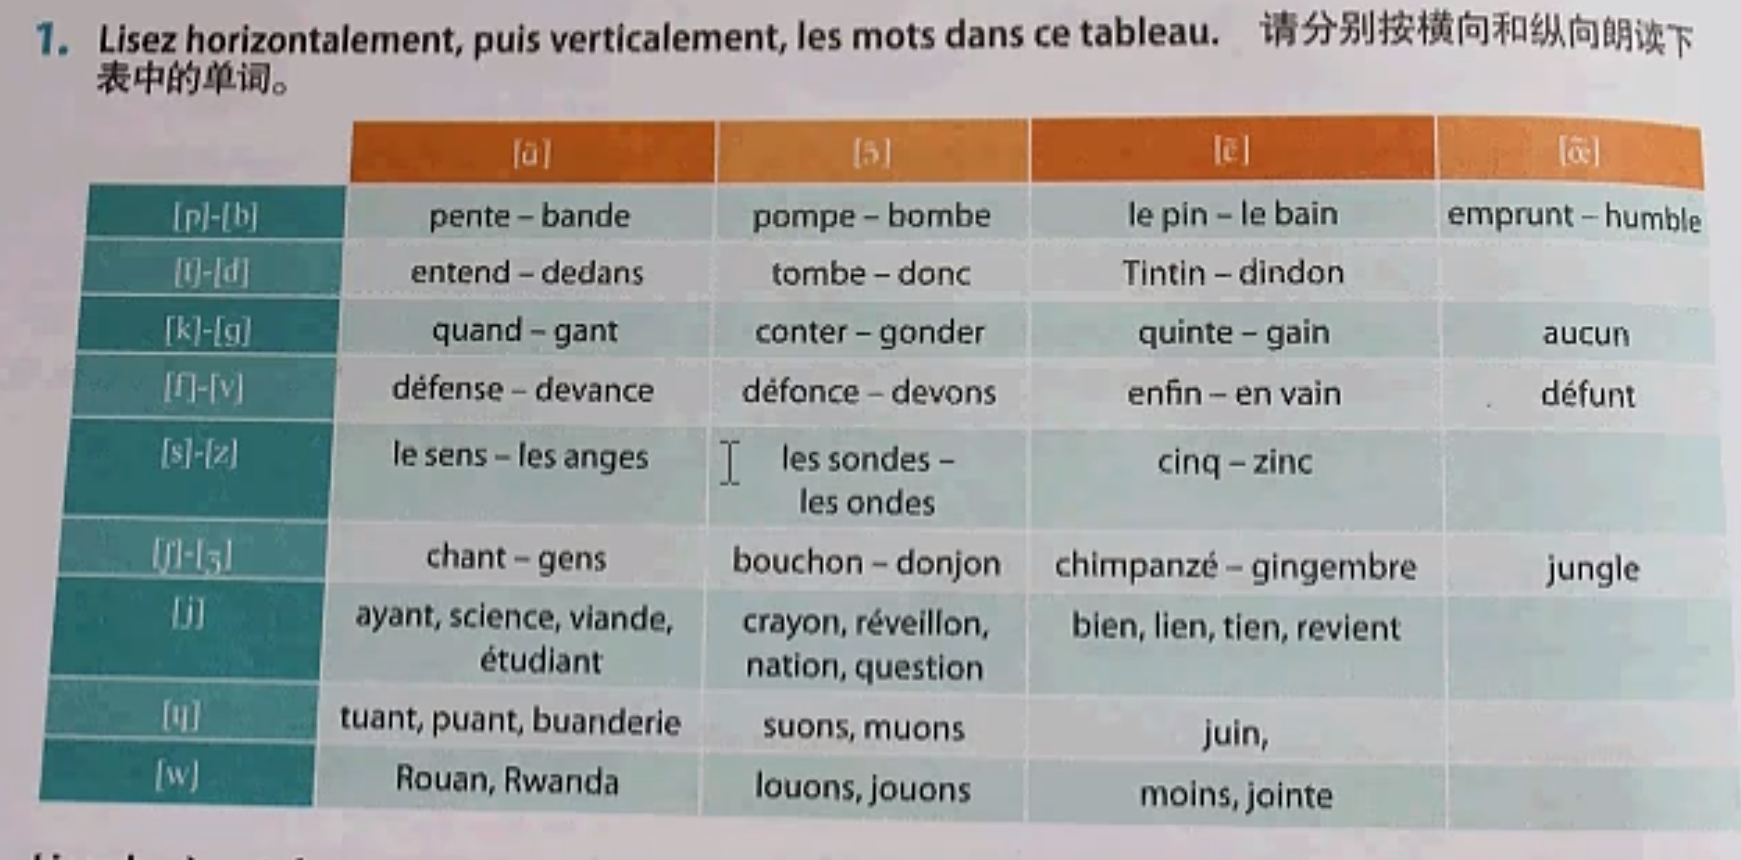 1. Lisez horizontalement, puis verticalement, les mots dans ce tableau. 请分别按横向和纵向朗读下
表中的单词。
[ɑ̃] [ɔ̃] [ɛ̃] [œ̃]
[p]-[b] pente – bande pompe – bombe le pin – le bain emprunt – humble
[t]-[d] entend – dedans tombe – donc Tintin – dindon
[k]-[g] quand – gant conter – gonder quinte – gain aucun
[f]-[v] défense – devance défonce – devons enfin – en vain défunt
[s]-[z] le sens – les anges les sondes – cinq – zinc
les ondes
[ʃ]-[ʒ] chant – gens bouchon – donjon chimpanzé – gingembre jungle
[j] ayant, science, viande, crayon, réveillon, bien, lien, tien, revient
étudiant nation, question
[ɥ] tuant, puant, buanderie suons, muons juin,
[w] Rouan, Rwanda louons, jouons moins, jointe